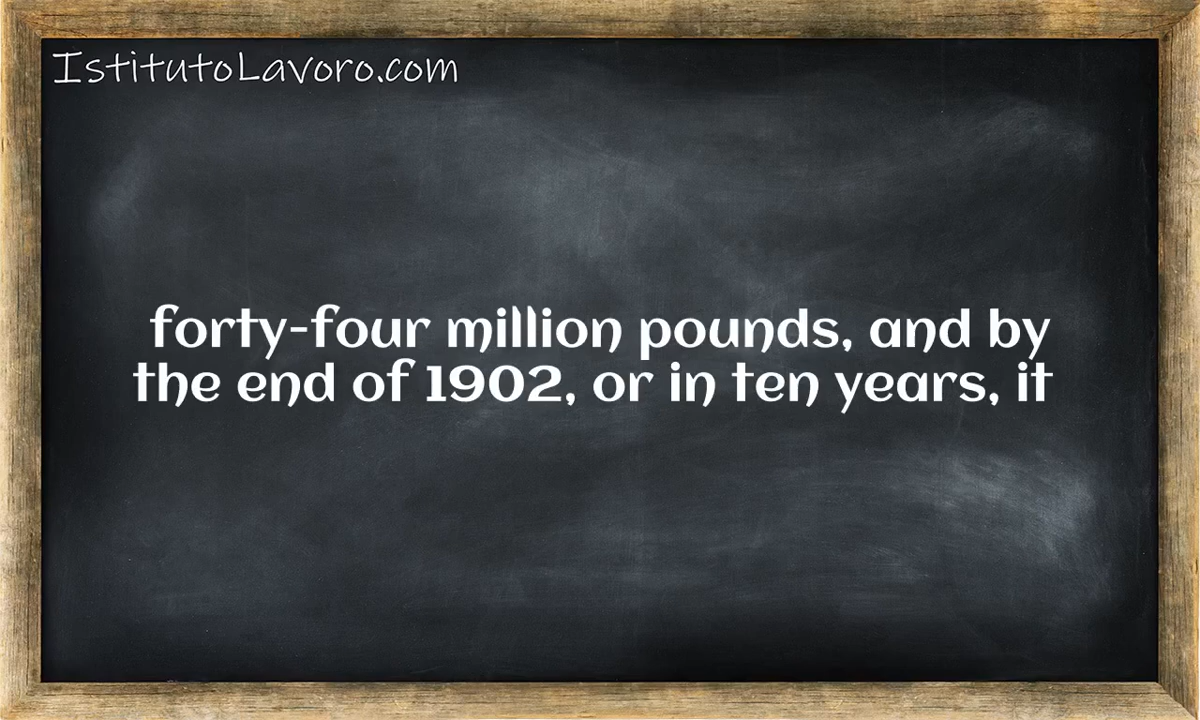 IstitutoLavoro.com
forty-four million pounds, and by
the end of 1902, or in ten years, it